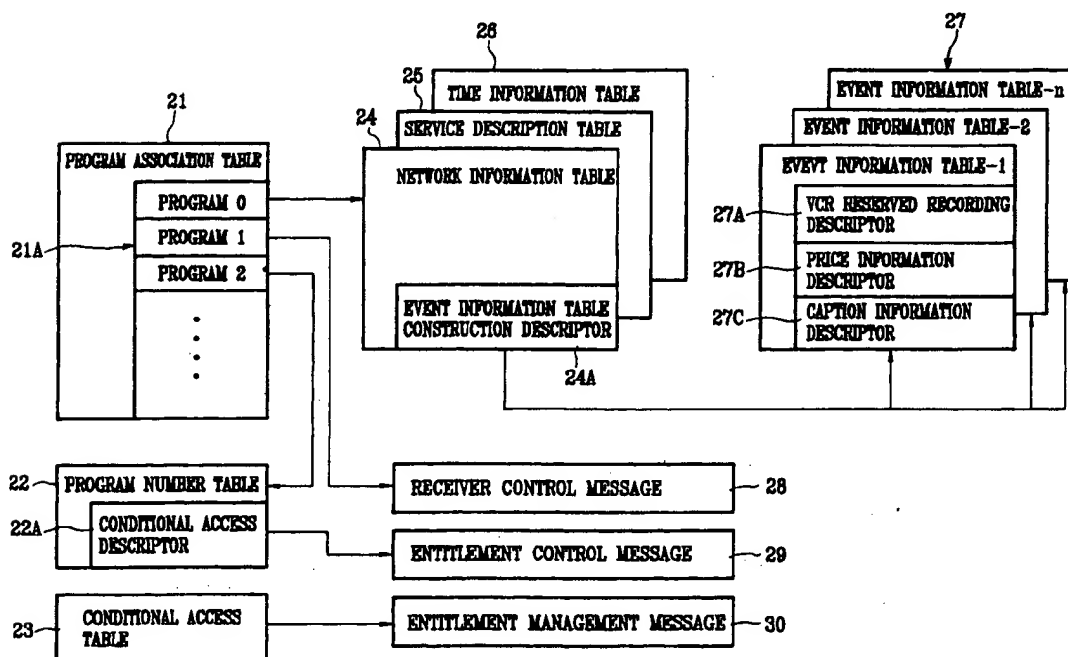 26
27
25
TIME INFORMATION TABLE
EVENT INFORMATION TABLE-n
21
24
SERVICE DESCRIPTION TABLE
EVENT INFORMATION TABLE-2
PROGRAM ASSOCIATION TABLE
NETWORK INFORMATION TABLE
EVEVT INFORMATION TABLE-1
PROGRAM 0
27A
VCR RESERVED RECORDING
DESCRIPTOR
21A
PROGRAM 1
27B
PRICE INFORMATION
DESCRIPTOR
PROGRAM 2
EVENT INFORMATION TABLE
CONSTRUCTION DESCRIPTOR
27C
CAPTION INFORMATION
DESCRIPTOR
24A
22
PROGRAM NUMBER TABLE
RECEIVER CONTROL MESSAGE
28
22A
CONDITIONAL ACCESS
DESCRIPTOR
ENTITLEMENT CONTROL MESSAGE
29
23
CONDITIONAL ACCESS
TABLE
ENTITLEMENT MANAGEMENT MESSAGE
30